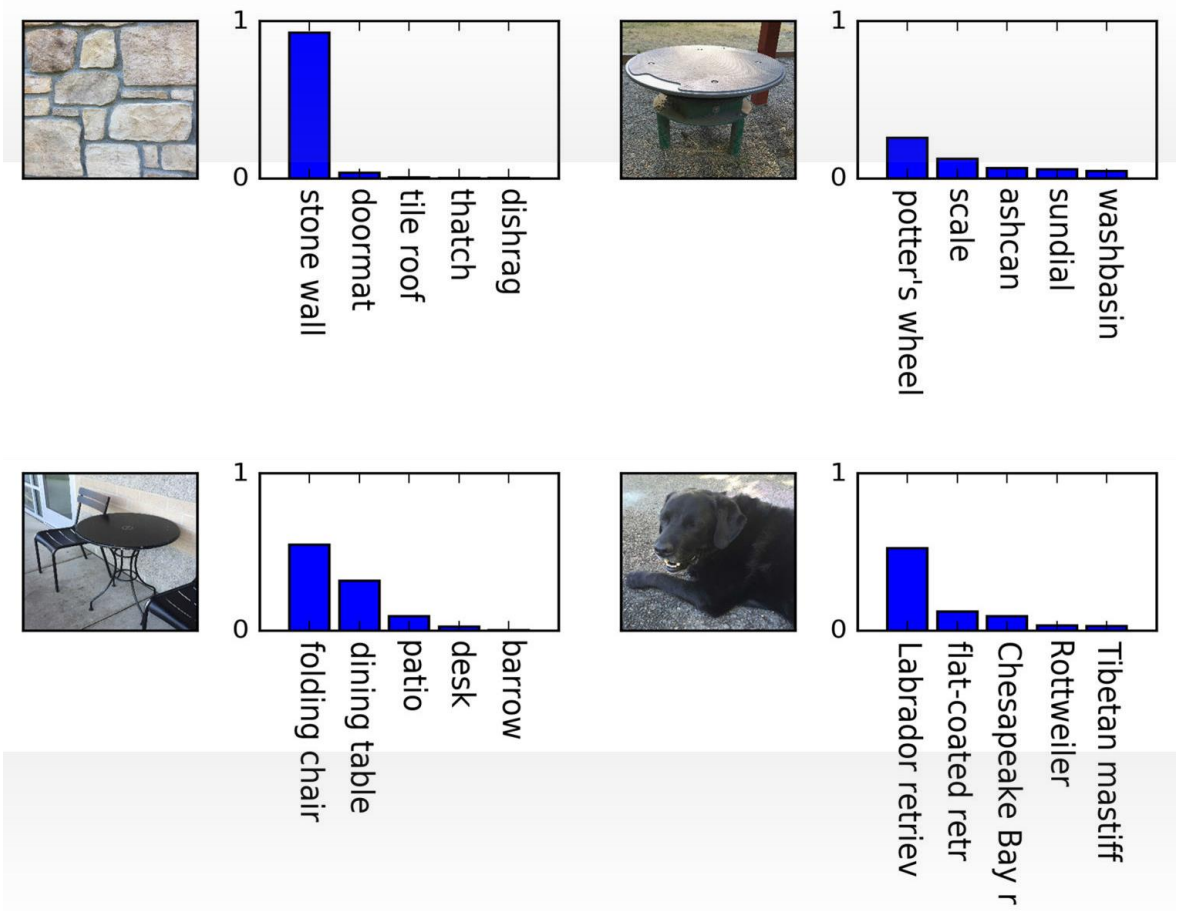 1
0
stone wall
doormat
tile roof
thatch
dishrag
1
0
potter's wheel
scale
ashcan
sundial
washbasin
1
0
folding chair
dining table
patio
desk
barrow
1
0
Labrador retriev
flat-coated retr
Chesapeake Bay r
Rottweiler
Tibetan mastiff